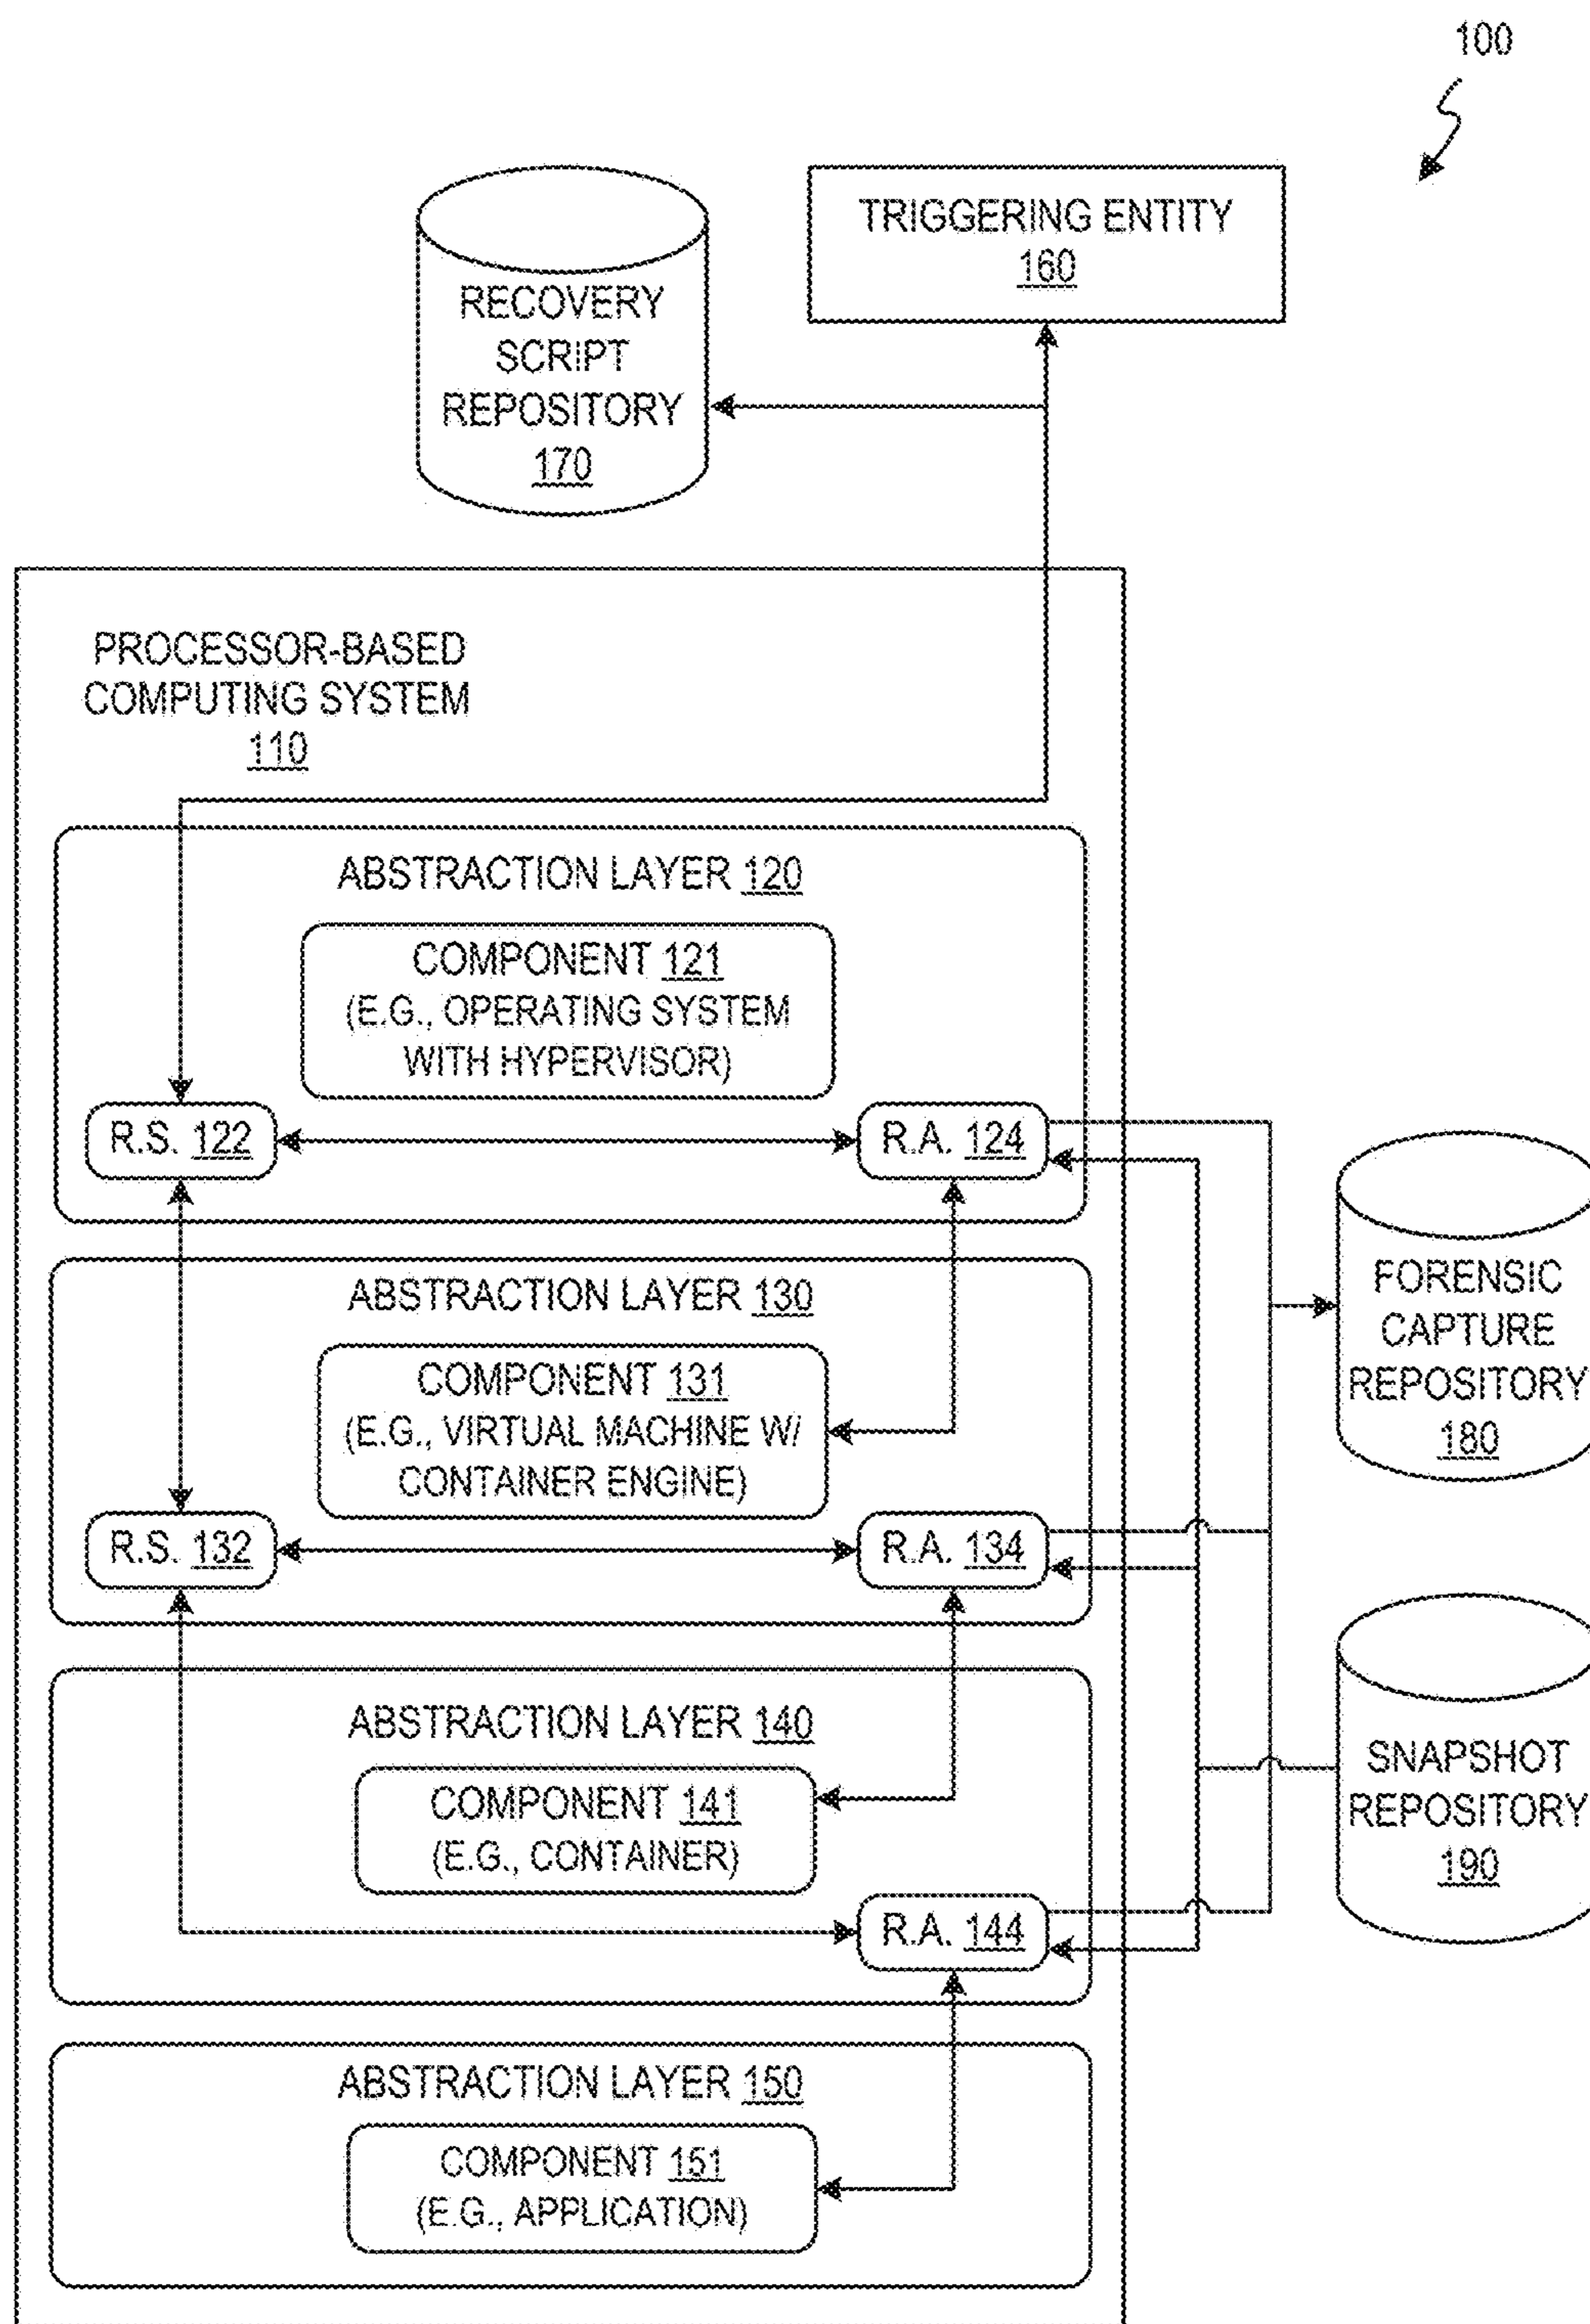 100
TRIGGERING ENTITY
160
RECOVERY
SCRIPT
REPOSITORY
170
PROCESSOR-BASED
COMPUTING SYSTEM
110
ABSTRACTION LAYER 120
COMPONENT 121
(E.G., OPERATING SYSTEM
WITH HYPERVISOR)
R.S. 122
R.A. 124
ABSTRACTION LAYER 130
COMPONENT 131
(E.G., VIRTUAL MACHINE W/
CONTAINER ENGINE)
R.S. 132
R.A. 134
FORENSIC
CAPTURE
REPOSITORY
180
ABSTRACTION LAYER 140
COMPONENT 141
(E.G., CONTAINER)
R.A. 144
SNAPSHOT
REPOSITORY
190
ABSTRACTION LAYER 150
COMPONENT 151
(E.G., APPLICATION)